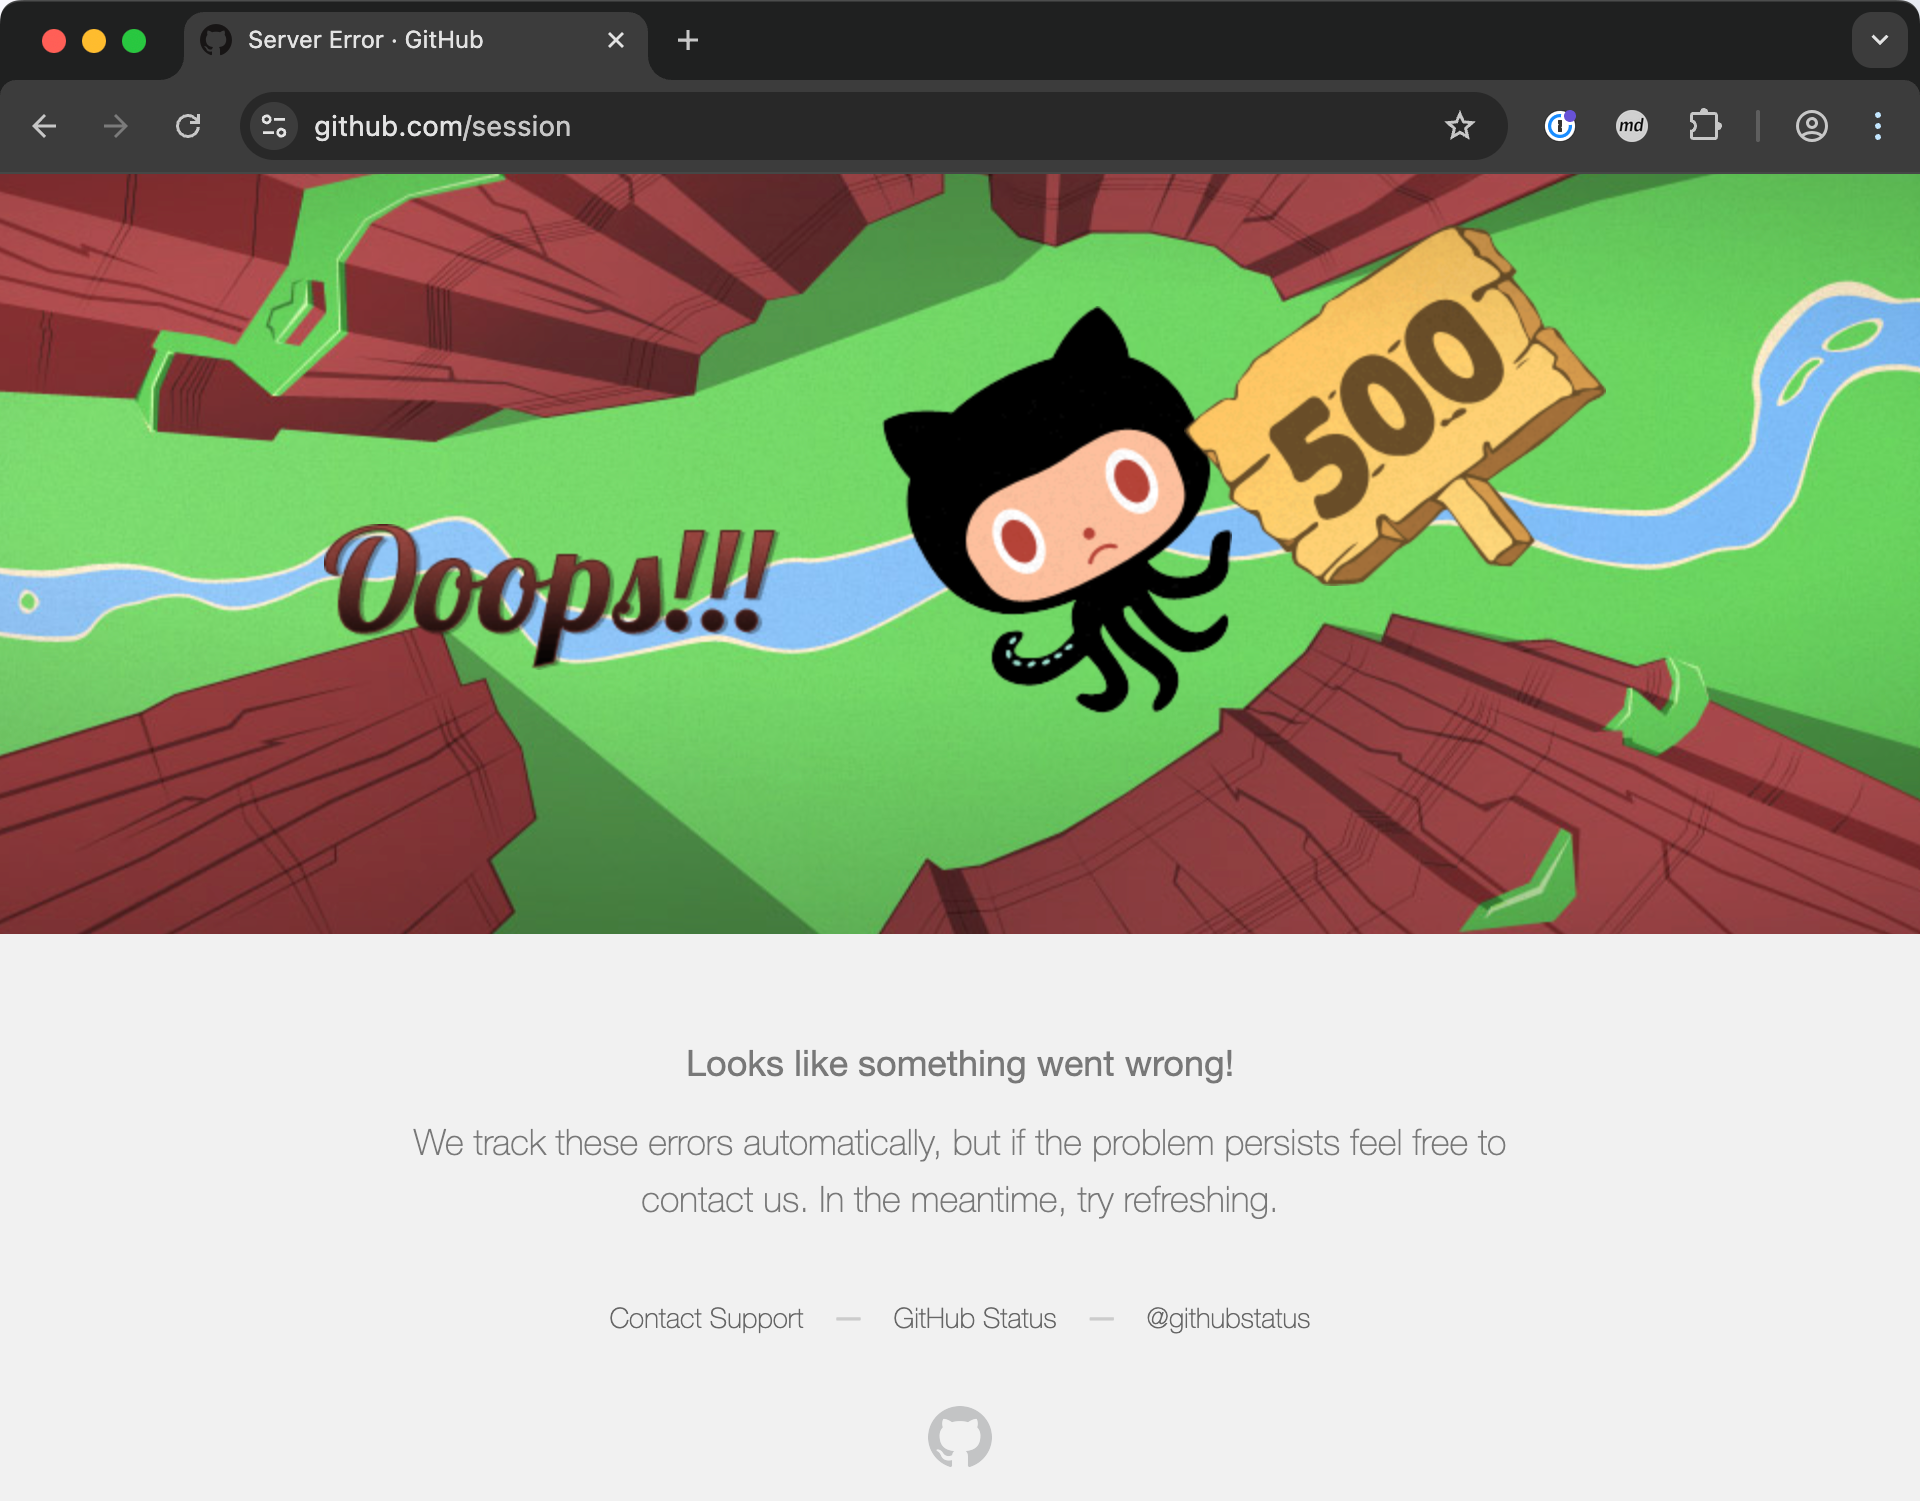 Server Error · GitHub
github.com/session
md
500
Ooops!!!
Looks like something went wrong!
We track these errors automatically, but if the problem persists feel free to
contact us. In the meantime, try refreshing.
Contact Support — GitHub Status — @githubstatus